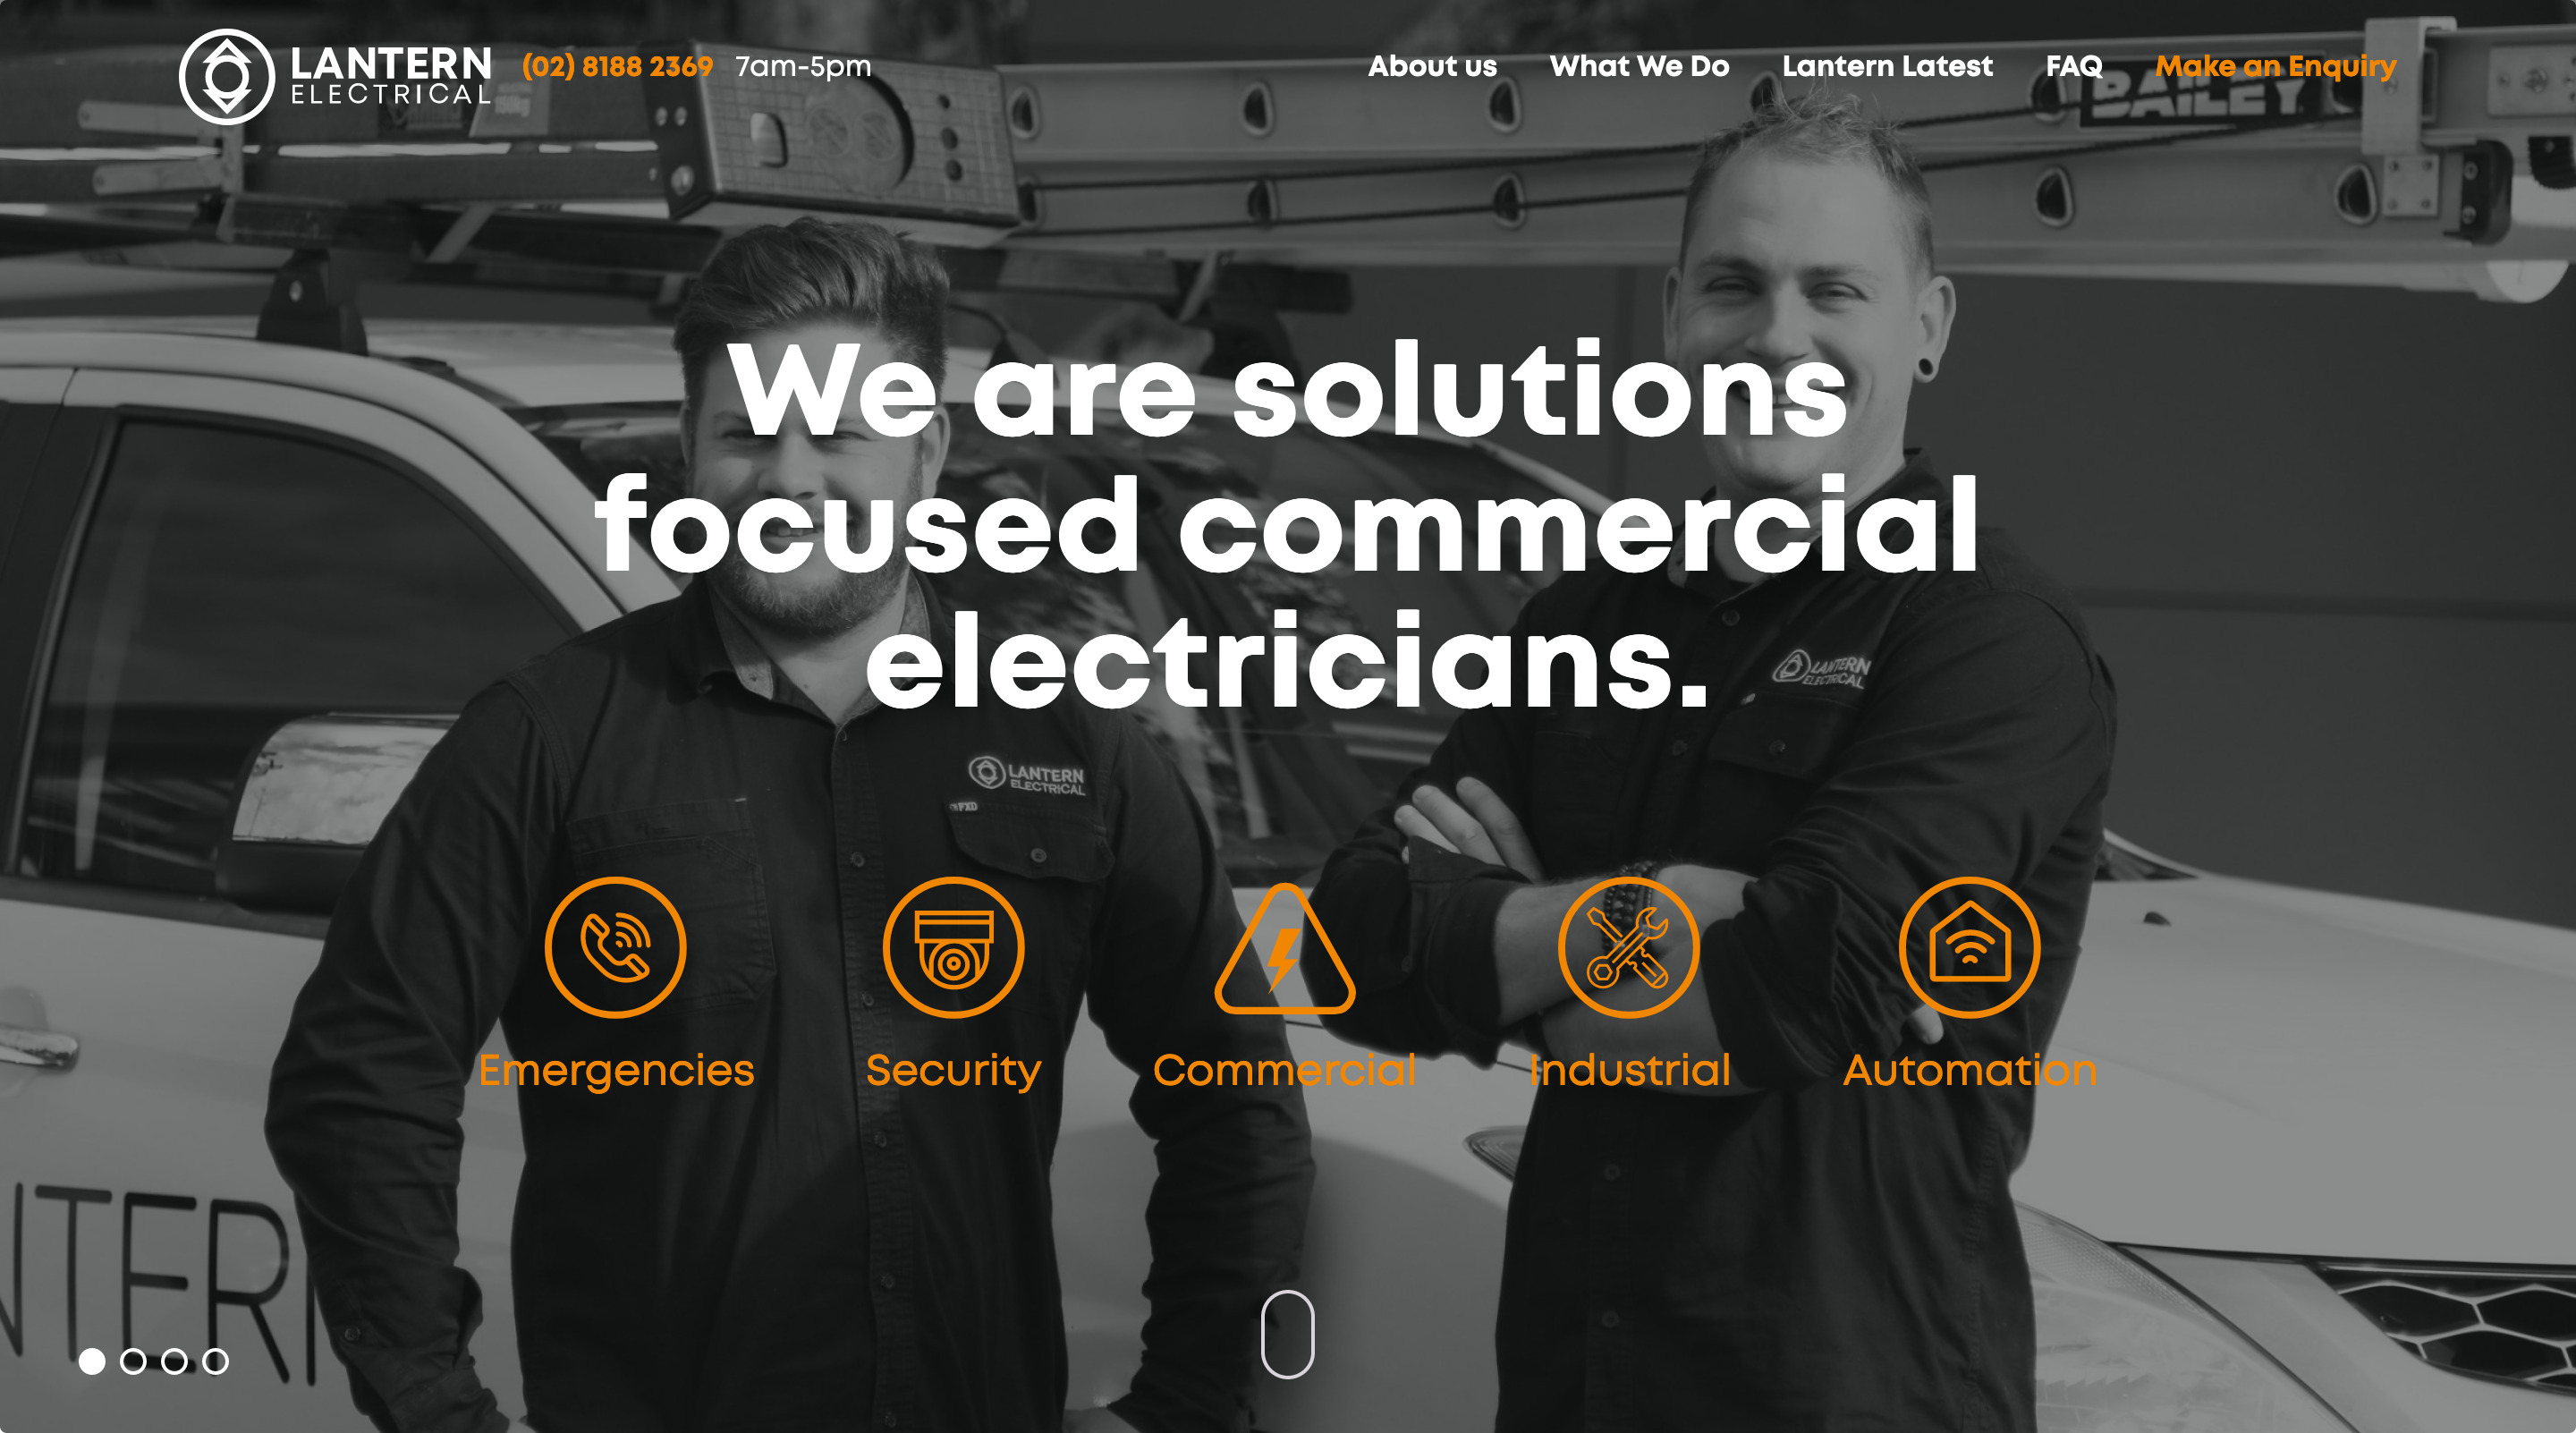 LANTERN
ELECTRICAL
(02) 8188 2369 7am-5pm
About us What We Do Lantern Latest FAQ Make an Enquiry
BAILEY
We are solutions
focused commercial
electricians.
LANTERN
ELECTRICAL
LANTERN
ELECTRICAL
FXD
Emergencies Security Commercial Industrial Automation
NTERN